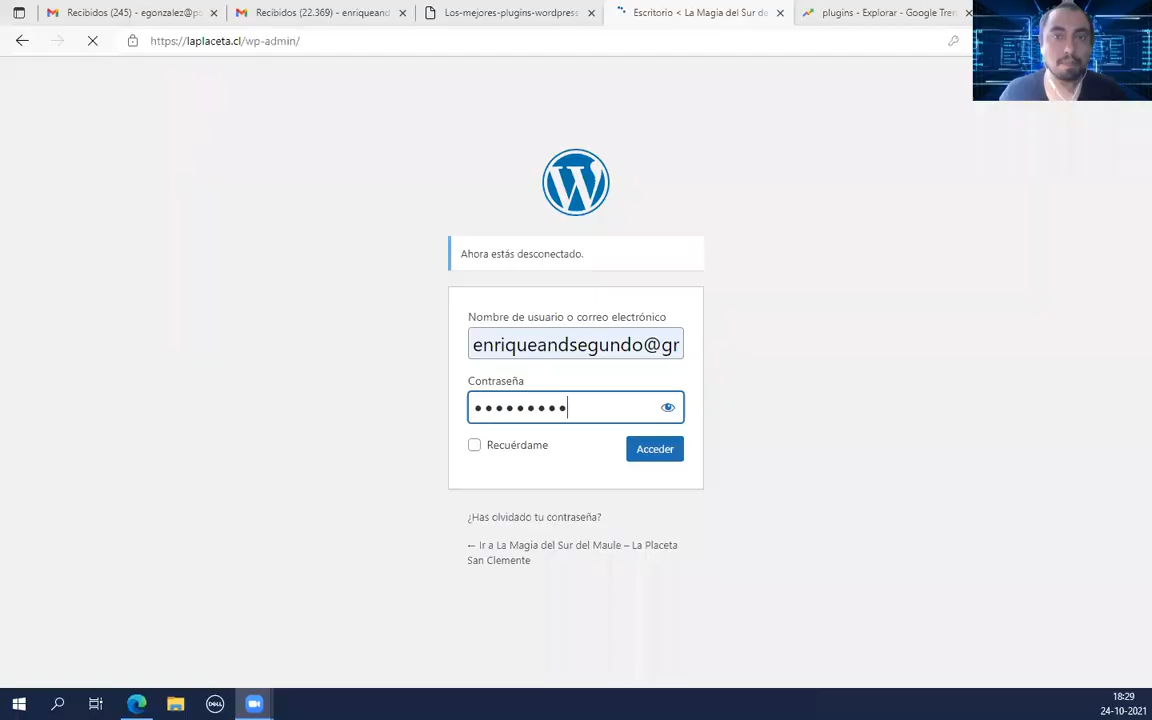 Recibidos (245) - egonzalez@po
Recibidos (22.369) - enriqueand
Los-mejores-plugins-wordpress
Escritorio < La Magia del Sur de
plugins - Explorar - Google Tren
https://laplaceta.cl/wp-admin/
Ahora estás desconectado.
Nombre de usuario o correo electrónico
enriqueandsegundo@gr
Contraseña
Recuérdame
Acceder
¿Has olvidado tu contraseña?
← Ir a La Magia del Sur del Maule – La Placeta
San Clemente
DELL
18:29
24-10-2021